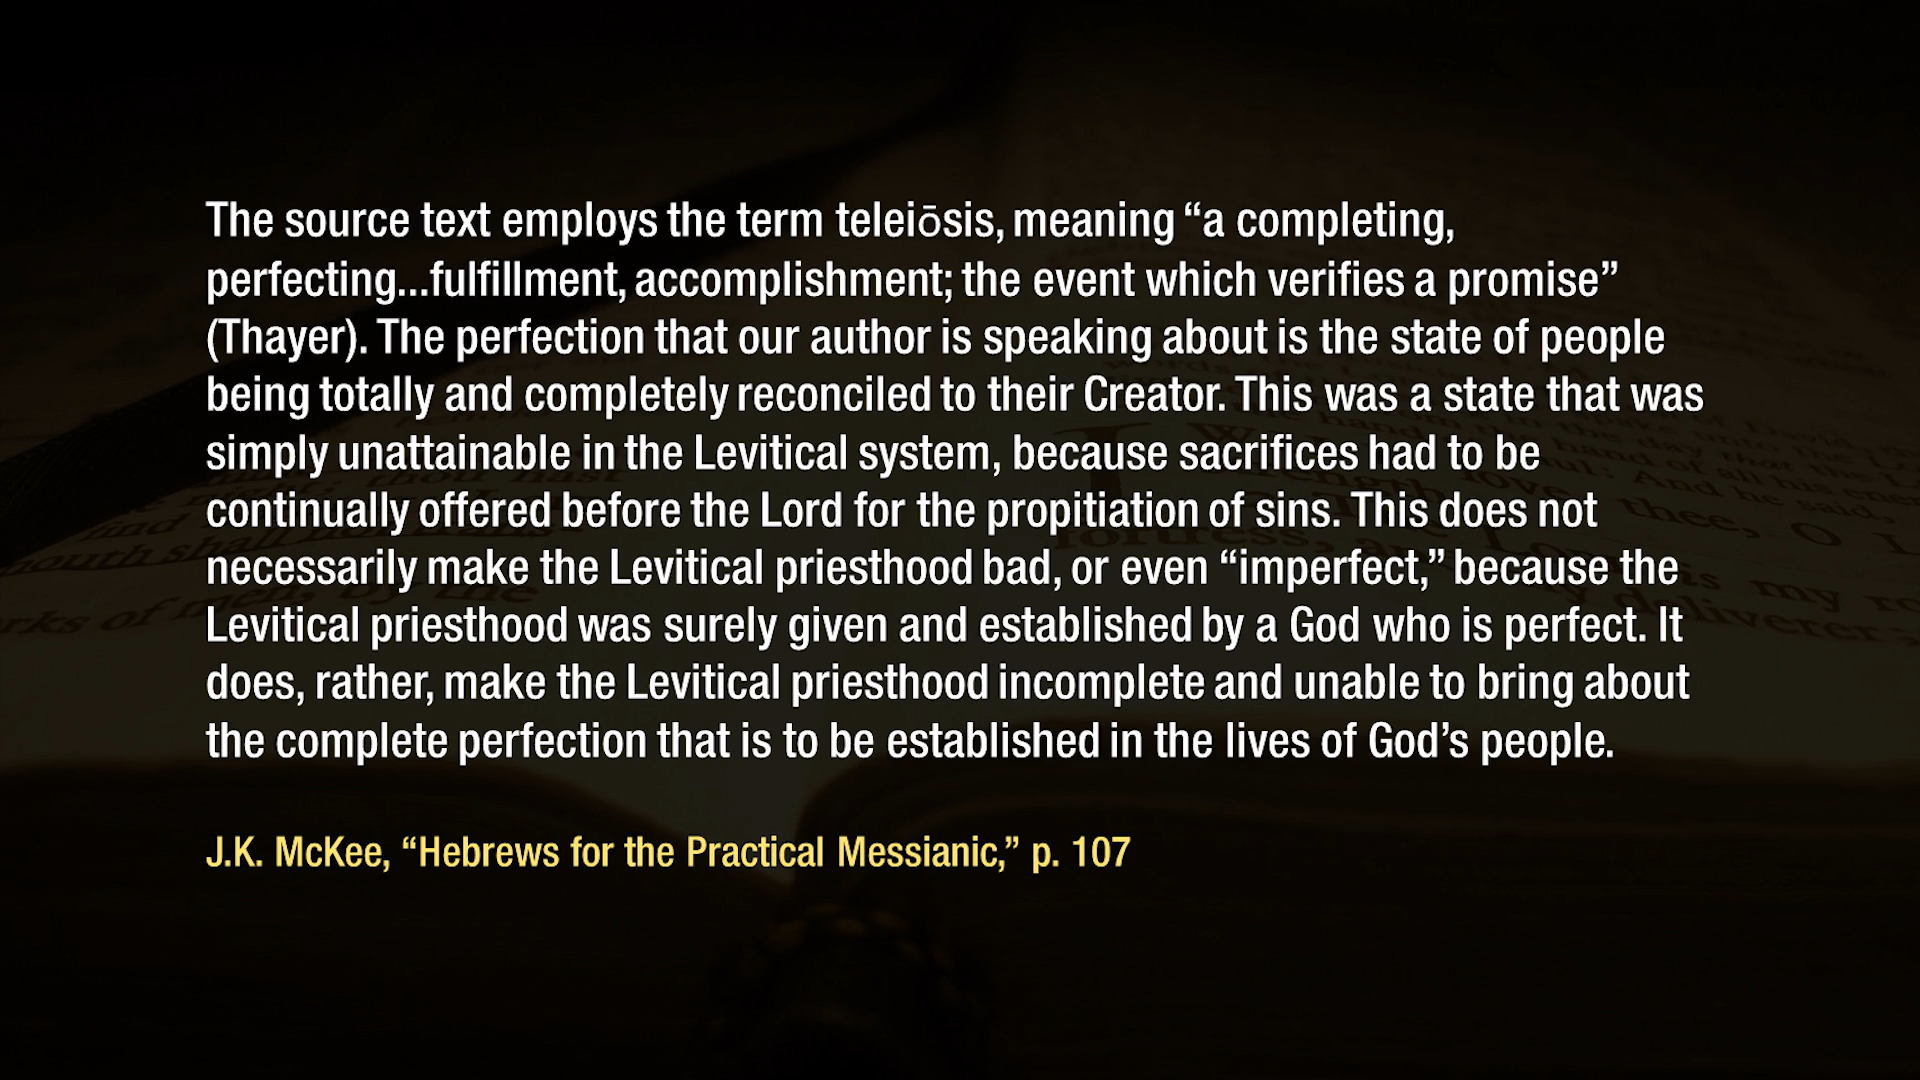 The source text employs the term teleiōsis, meaning “a completing,
perfecting...fulfillment, accomplishment; the event which verifies a promise”
(Thayer). The perfection that our author is speaking about is the state of people
being totally and completely reconciled to their Creator. This was a state that was
simply unattainable in the Levitical system, because sacrifices had to be
continually offered before the Lord for the propitiation of sins. This does not
necessarily make the Levitical priesthood bad, or even “imperfect,” because the
Levitical priesthood was surely given and established by a God who is perfect. It
does, rather, make the Levitical priesthood incomplete and unable to bring about
the complete perfection that is to be established in the lives of God’s people.
J.K. McKee, “Hebrews for the Practical Messianic,” p. 107